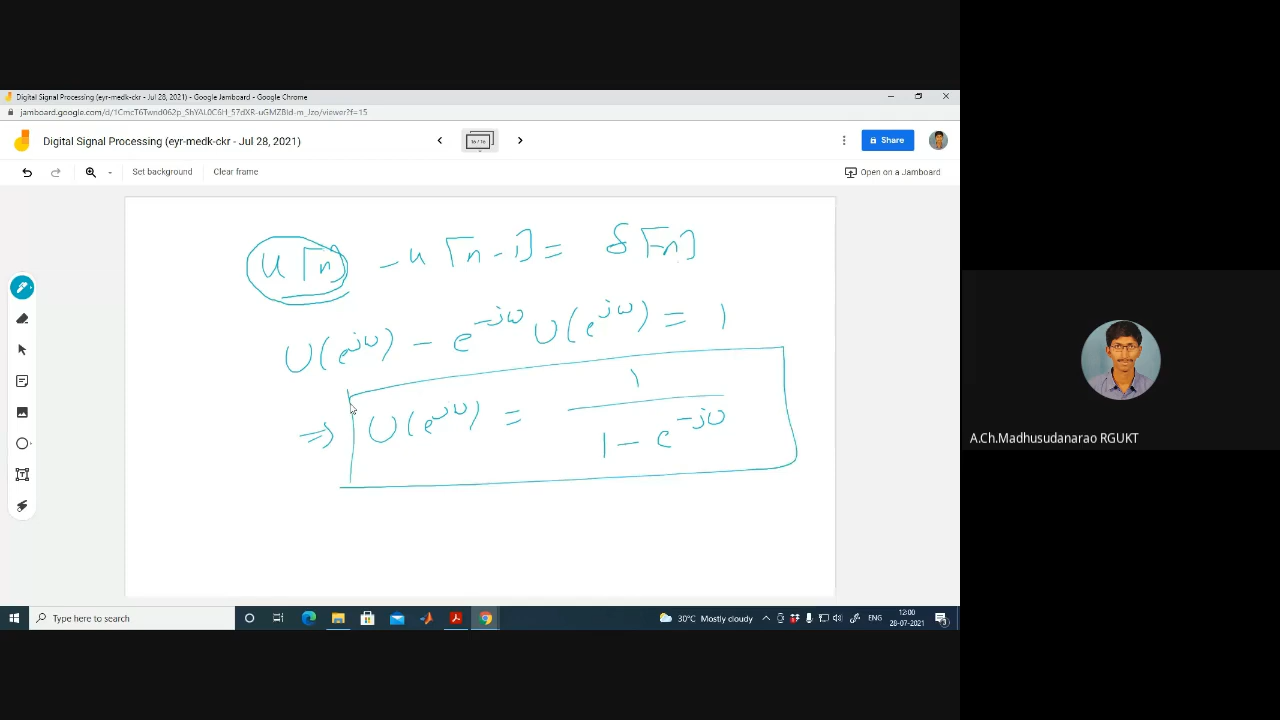 Digital Signal Processing (eyr-medk-ckr - Jul 28, 2021) - Google Jamboard - Google Chrome
Digital Signal Processing (eyr-medk-ckr - Jul 28, 2021)
16 / 16
Share
Set background
Clear frame
Open on a Jamboard
u[n] - u[n-1] = δ[n]
U(e^jω) - e^-jω U(e^jω) = 1
⇒ U(e^jω) = 1 / 1 - e^-jω
A.Ch.Madhusudanarao RGUKT
Type here to search
30°C Mostly cloudy
ENG
12:00
28-07-2021